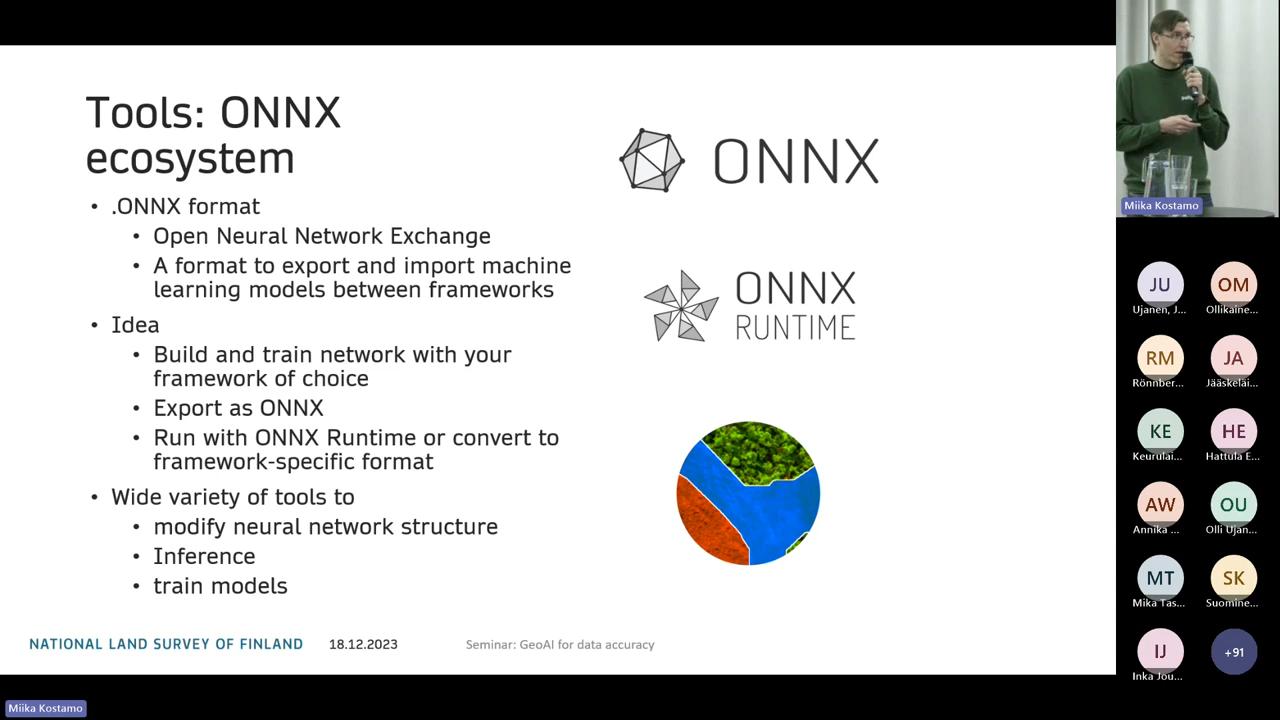 Tools: ONNX
ecosystem
• .ONNX format
• Open Neural Network Exchange
• A format to export and import machine
learning models between frameworks
• Idea
• Build and train network with your
framework of choice
• Export as ONNX
• Run with ONNX Runtime or convert to
framework-specific format
• Wide variety of tools to
• modify neural network structure
• Inference
• train models
ONNX
ONNX
RUNTIME
NATIONAL LAND SURVEY OF FINLAND
18.12.2023
Seminar: GeoAI for data accuracy
Miika Kostamo
Miika Kostamo
JU
Ujanen, J...
OM
Ollikaine...
RM
Rönnber...
JA
Jääskeläi...
KE
Keurulai...
HE
Hattula E...
AW
Annika ...
OU
Olli Ujan...
MT
Mika Tas...
SK
Suomine...
IJ
Inka Jou...
+91